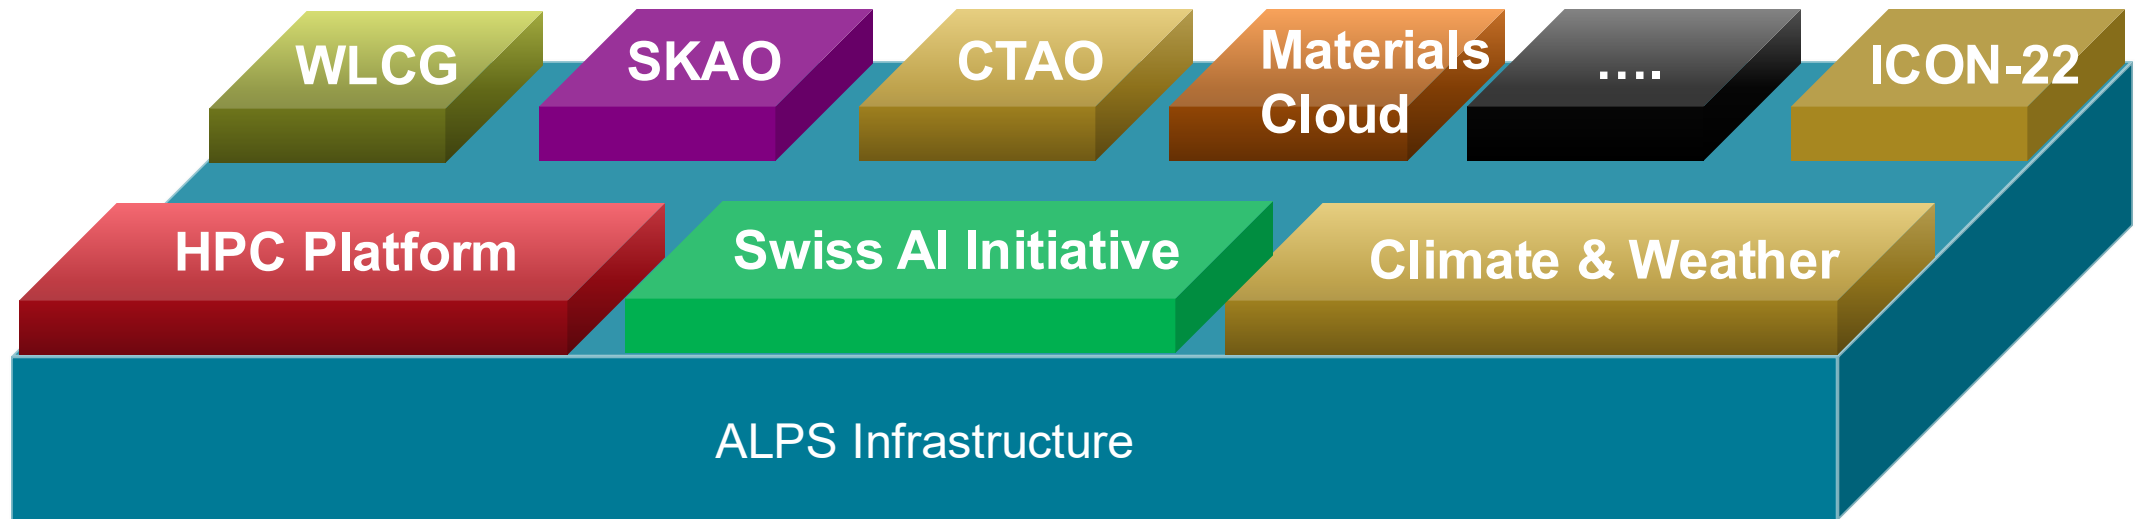 WLCG
SKAO
CTAO
Materials
Cloud
....
ICON-22
HPC Platform
Swiss AI Initiative
Climate & Weather
ALPS Infrastructure